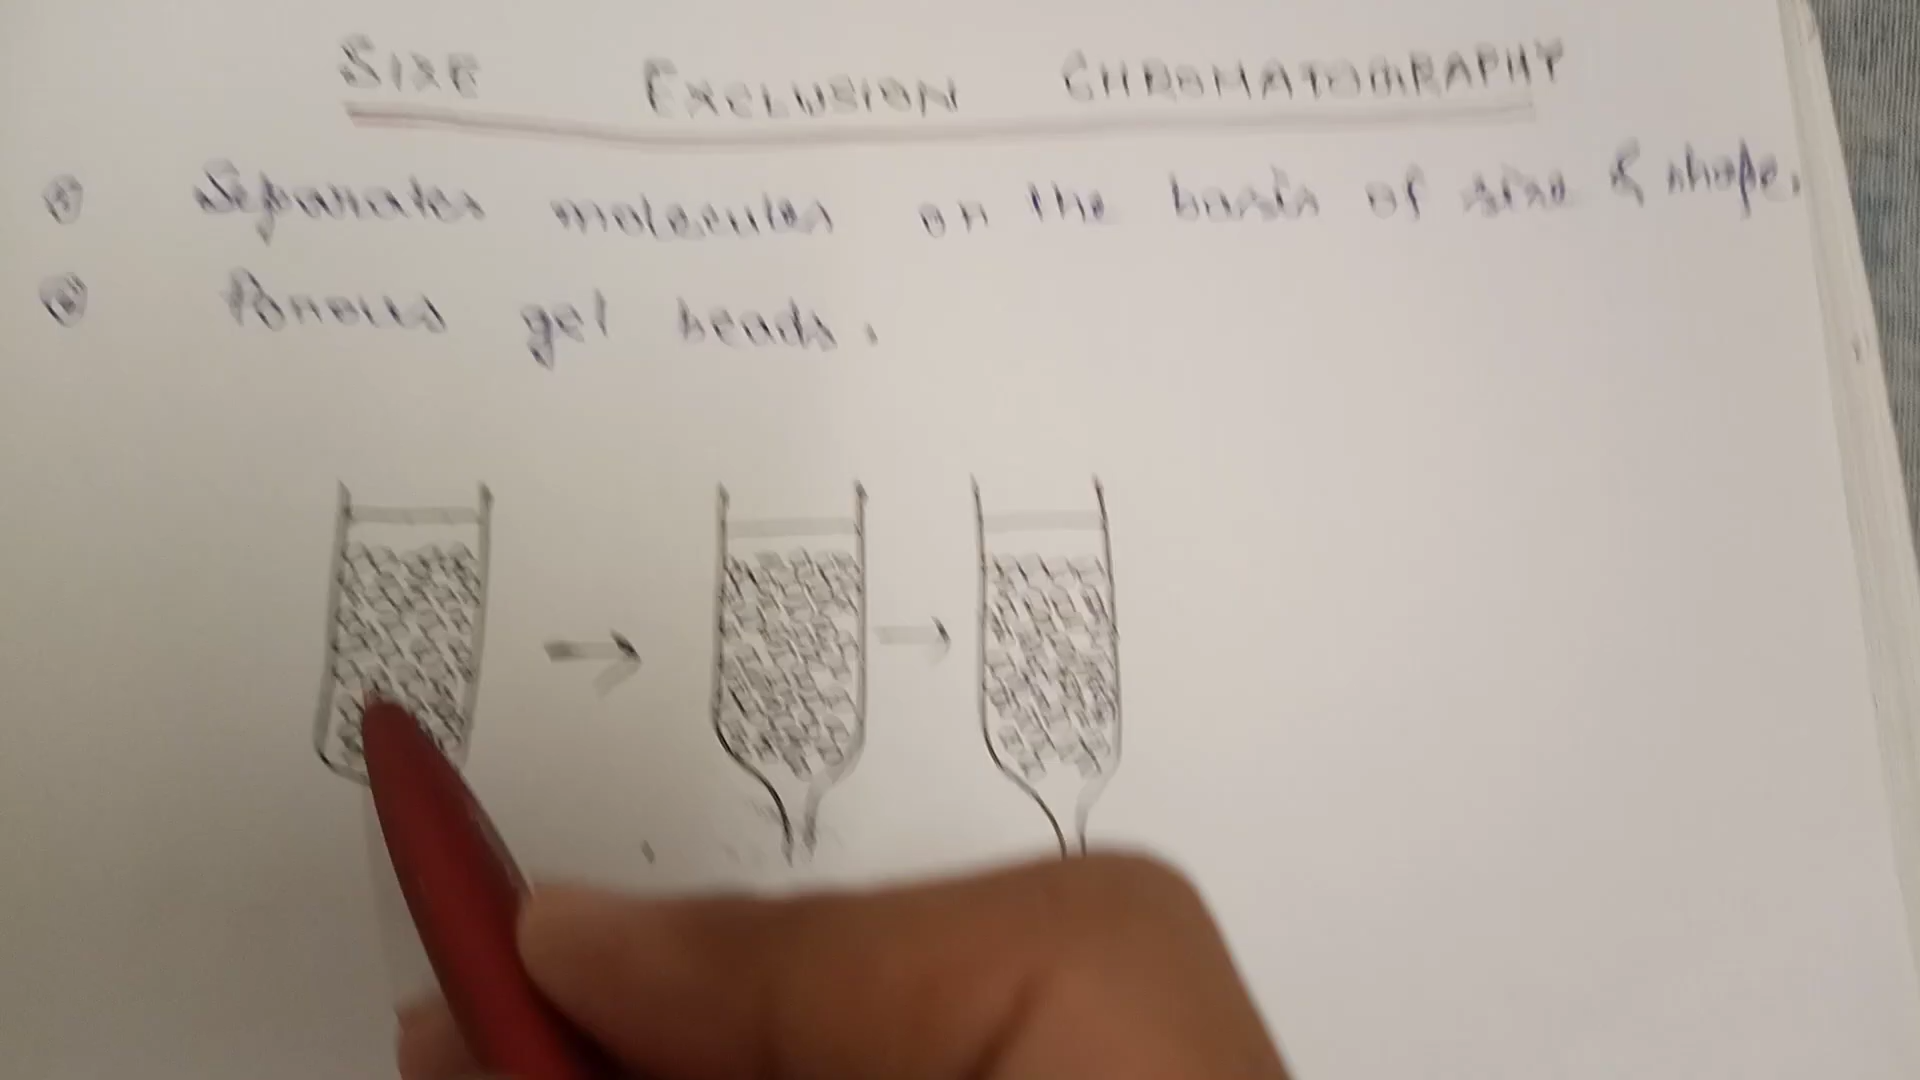 SIZE EXCLUSION CHROMATOGRAPHY
Separates molecules on the basis of size & shape.
Porous gel beads.